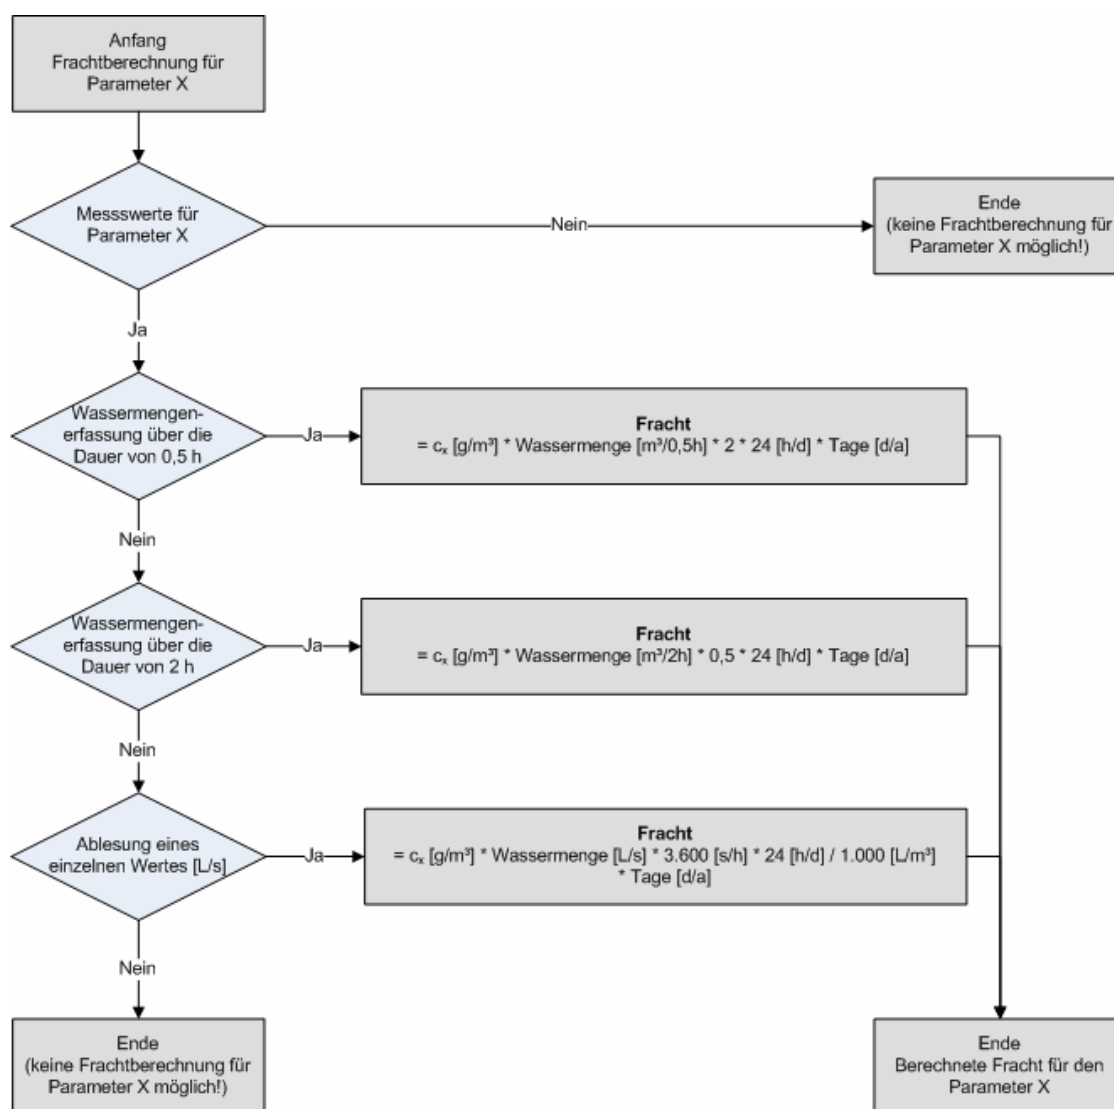 Anfang
Frachtberechnung für
Parameter X
Messswerte für
Parameter X
Nein
Ende
(keine Frachtberechnung für
Parameter X möglich!)
Ja
Wassermengen-
erfassung über die
Dauer von 0,5 h
Ja
Fracht
= cₓ [g/m³] * Wassermenge [m³/0,5h] * 2 * 24 [h/d] * Tage [d/a]
Nein
Wassermengen-
erfassung über die
Dauer von 2 h
Ja
Fracht
= cₓ [g/m³] * Wassermenge [m³/2h] * 0,5 * 24 [h/d] * Tage [d/a]
Nein
Ablesung eines
einzelnen Wertes [L/s]
Ja
Fracht
= cₓ [g/m³] * Wassermenge [L/s] * 3.600 [s/h] * 24 [h/d] / 1.000 [L/m³]
* Tage [d/a]
Nein
Ende
(keine Frachtberechnung für
Parameter X möglich!)
Ende
Berechnete Fracht für den
Parameter X